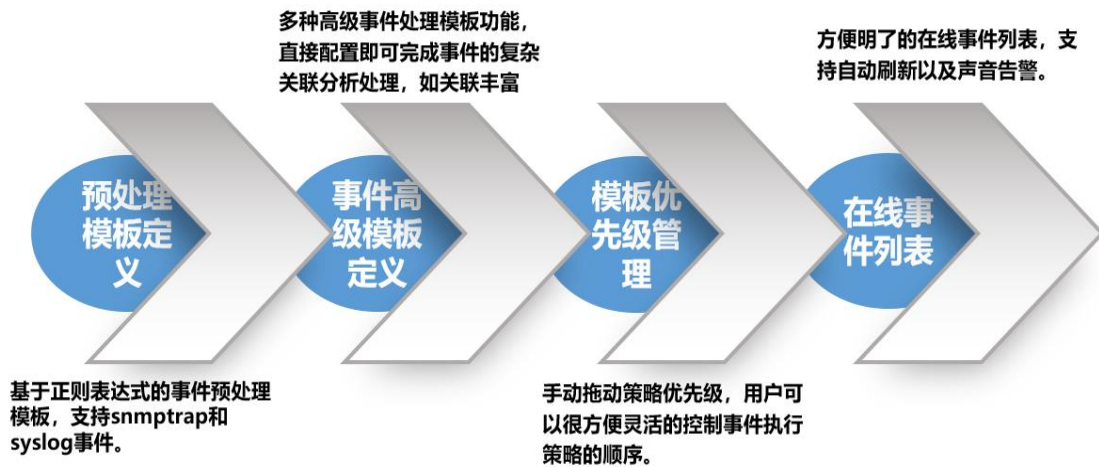 多种高级事件处理模板功能，
直接配置即可完成事件的复杂
关联分析处理，如关联丰富
方便明了的在线事件列表，支
持自动刷新以及声音告警。
预处理
模板定
义
事件高
级模板
定义
模板优
先级管
理
在线事
件列表
基于正则表达式的事件预处理
模板，支持snmptrap和
syslog事件。
手动拖动策略优先级，用户可
以很方便灵活的控制事件执行
策略的顺序。